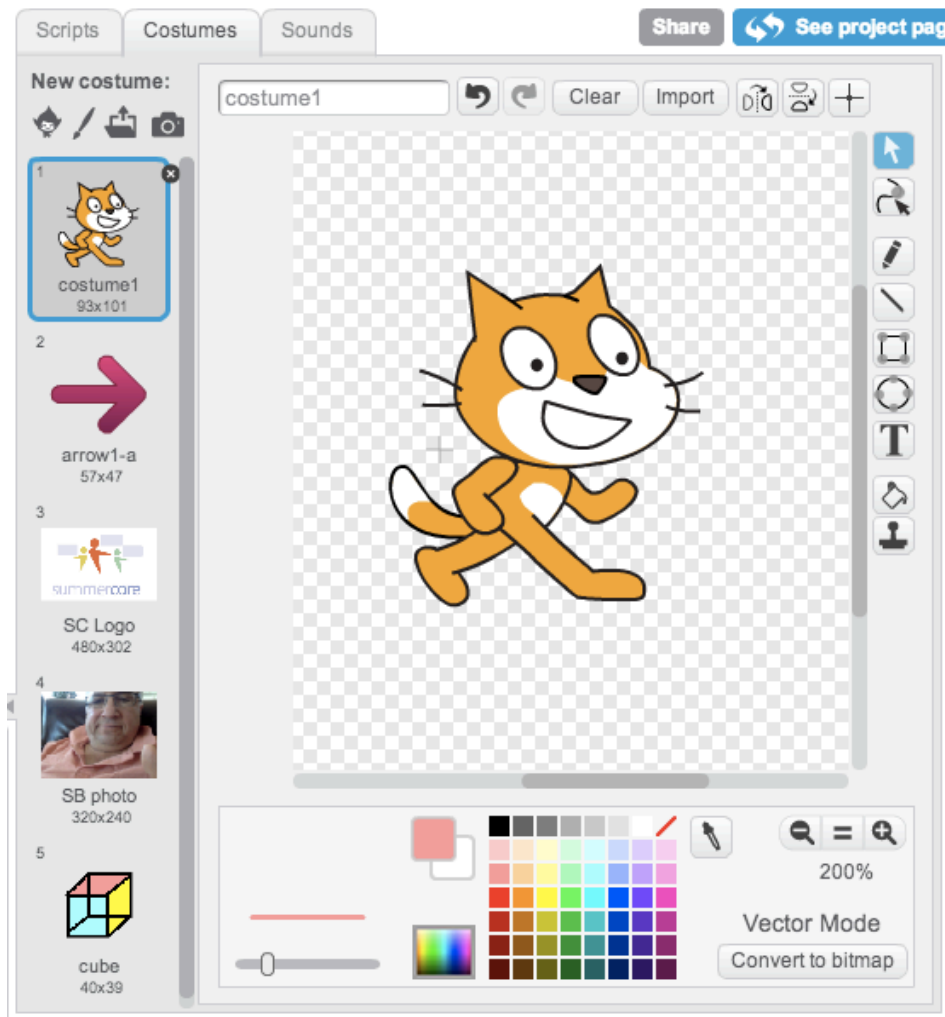 Scripts
Costumes
Sounds
Share
See project pag
New costume:
costume1
Clear
Import
1
costume1
93x101
2
arrow1-a
57x47
3
summercore
SC Logo
480x302
4
SB photo
320x240
5
cube
40x39
T
200%
Vector Mode
Convert to bitmap